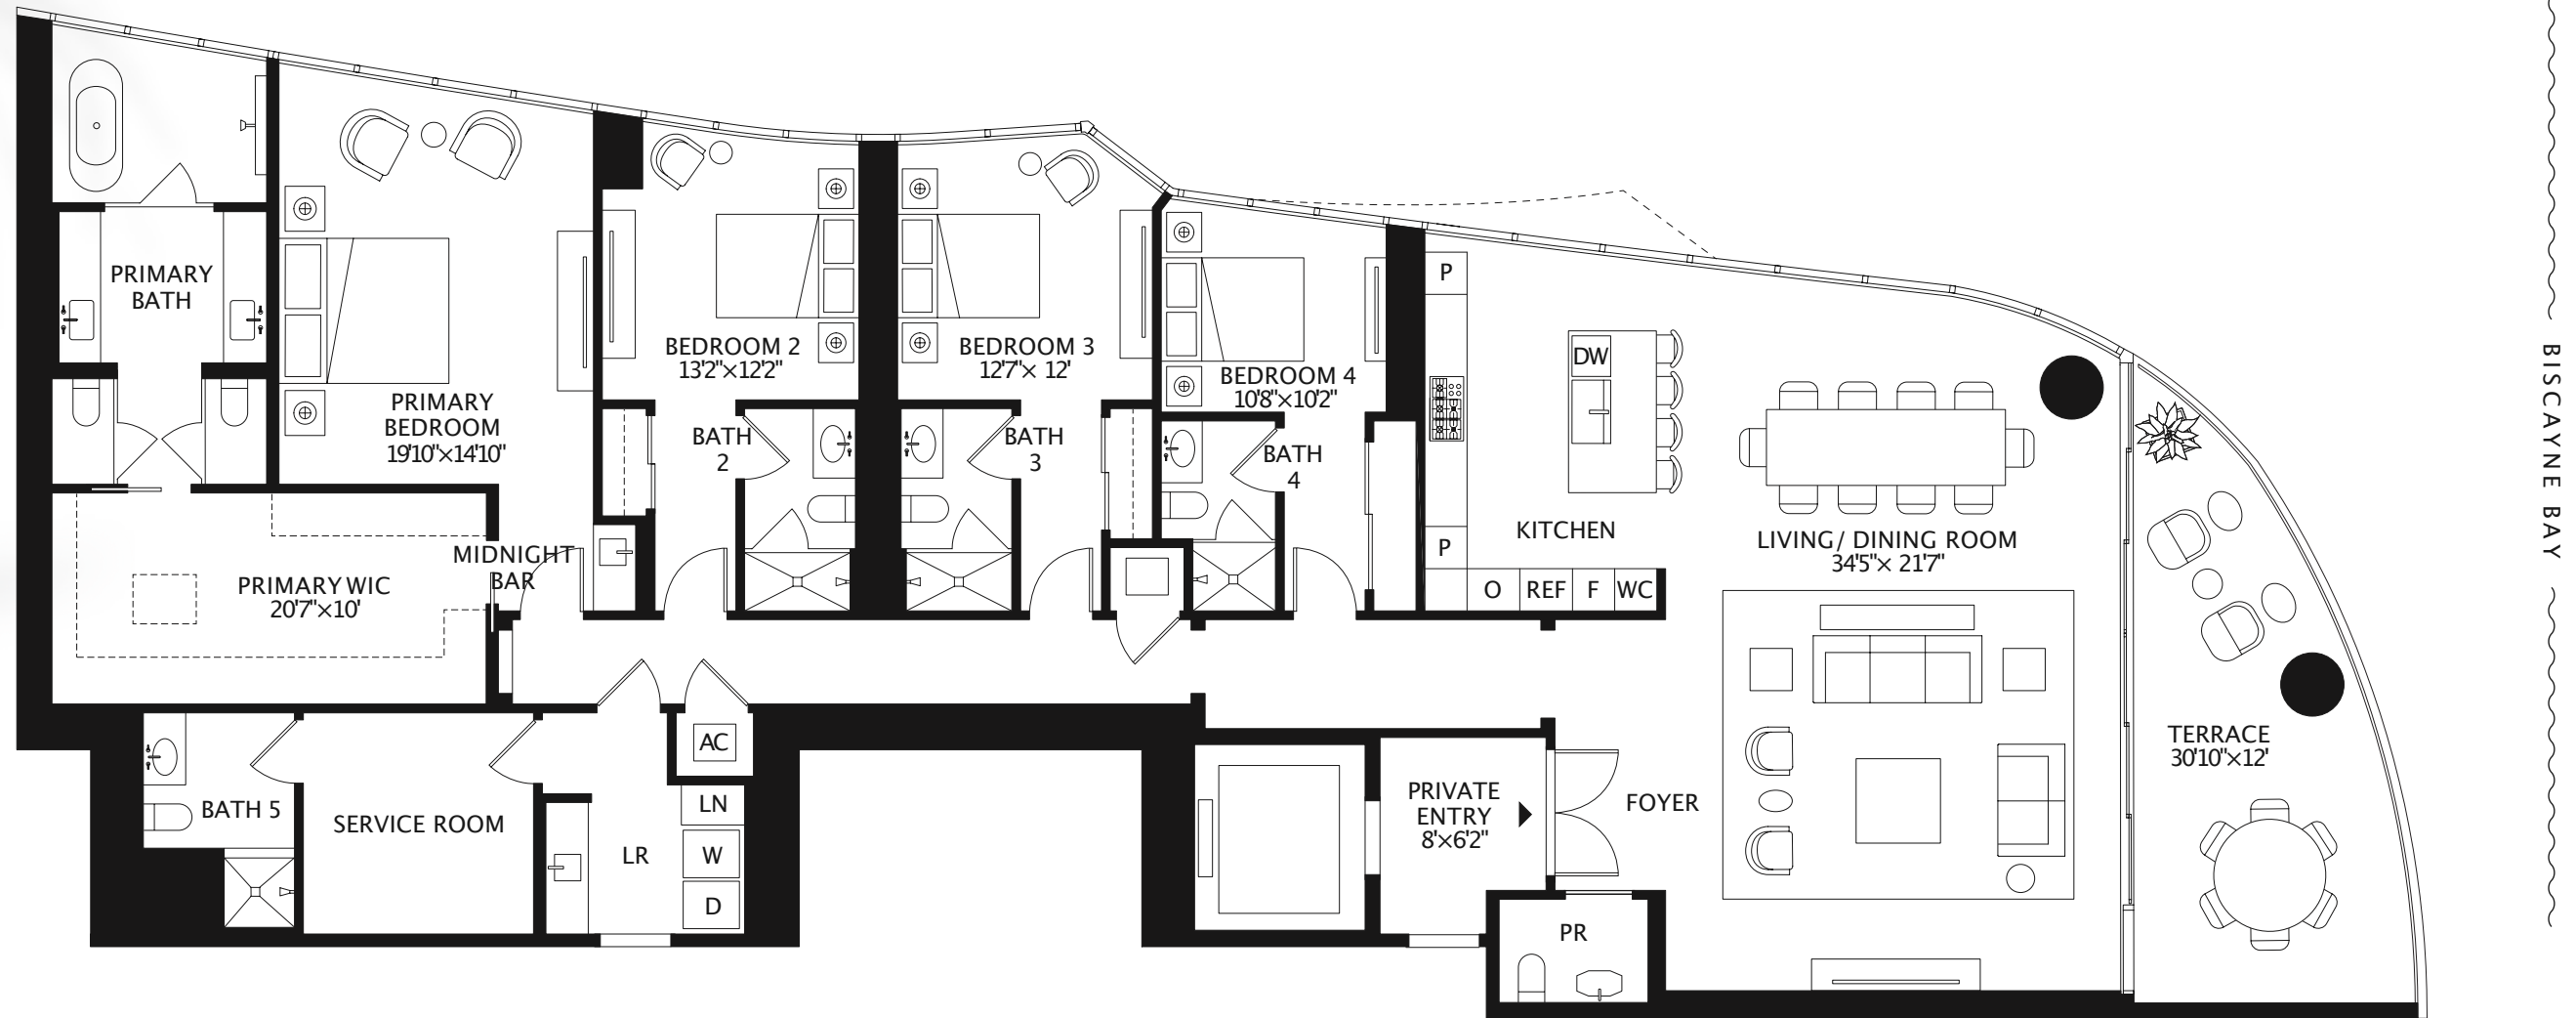 PRIMARY
BATH
PRIMARY
BEDROOM
19'10"×14'10"
BEDROOM 2
13'2"×12'2"
BEDROOM 3
12'7"× 12'
BEDROOM 4
10'8"×10'2"
BATH
2
BATH
3
BATH
4
P
DW
P
KITCHEN
O
REF
F
WC
LIVING/ DINING ROOM
34'5"× 21'7"
MIDNIGHT
BAR
PRIMARY WIC
20'7"×10'
AC
LN
W
D
LR
BATH 5
SERVICE ROOM
PRIVATE
ENTRY
8'×6'2"
FOYER
PR
TERRACE
30'10"×12'
BISCAYNE BAY